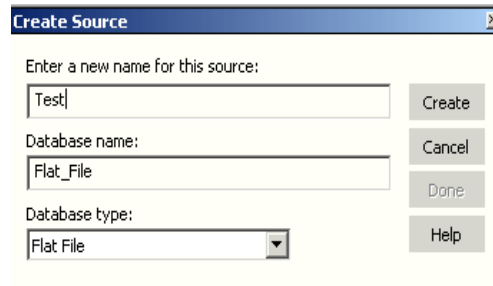 Create Source
Enter a new name for this source:
Test
Create
Database name:
Cancel
Flat_File
Done
Database type:
Flat File
Help